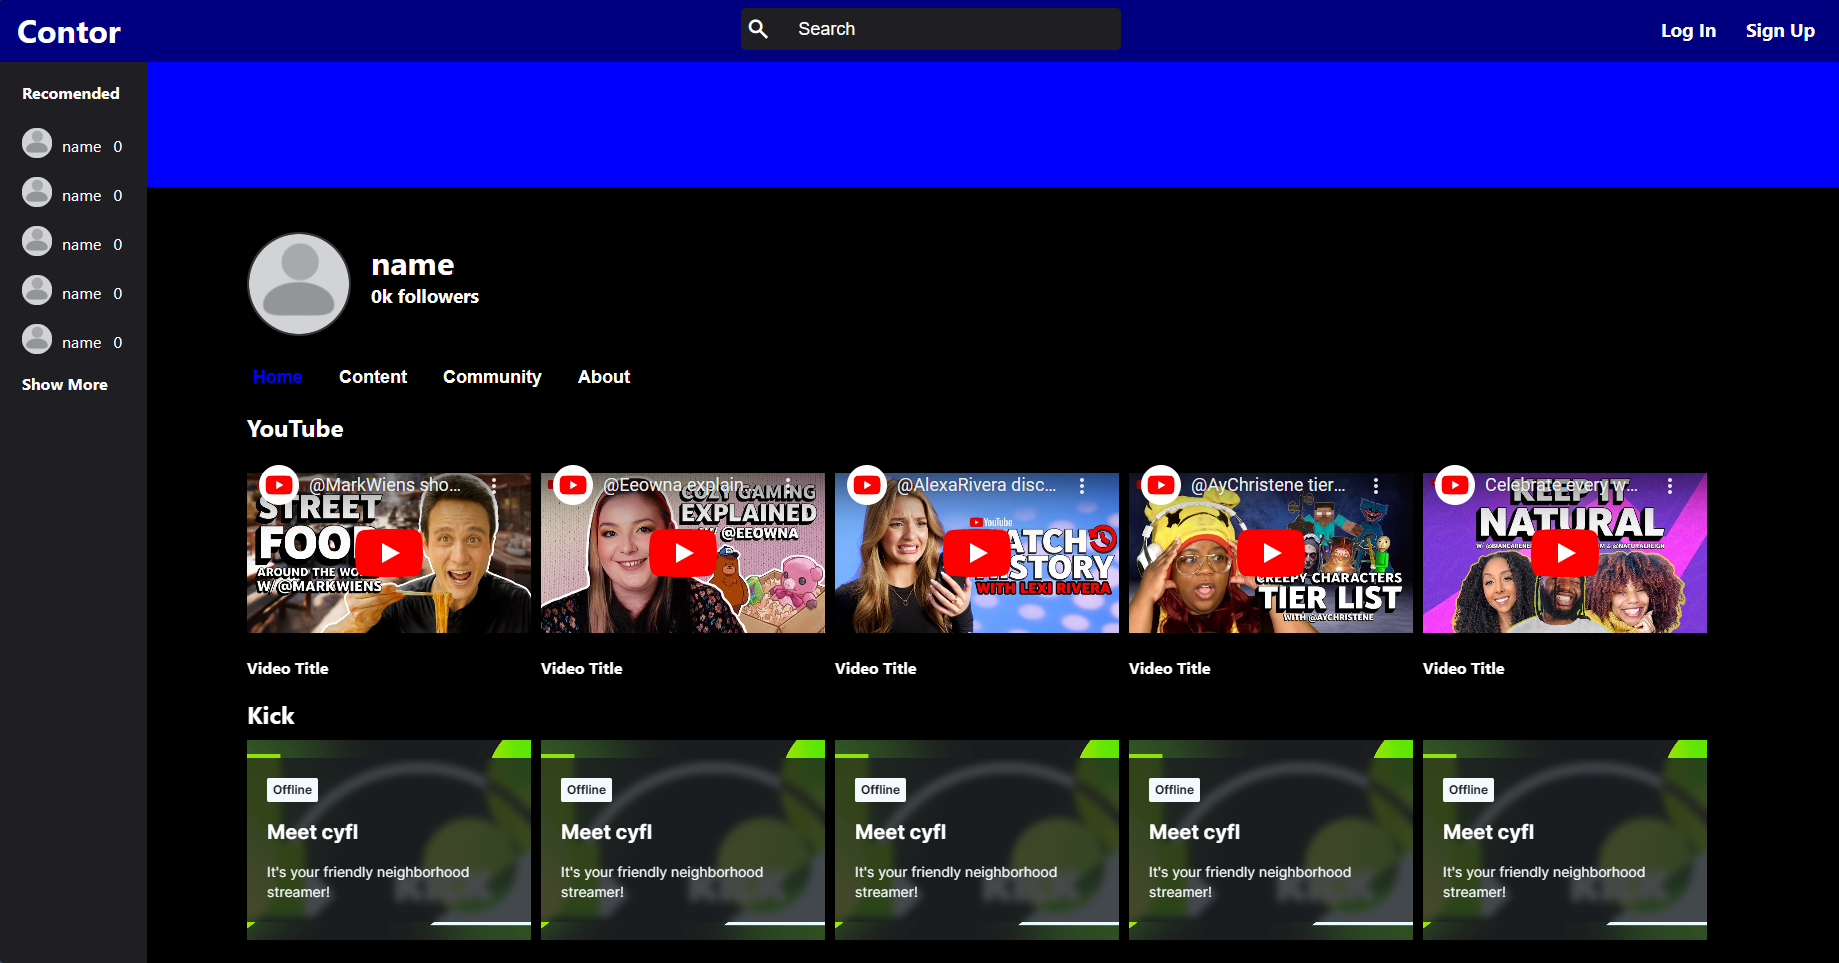 Contor
Search
Log In
Sign Up
Recomended
name 0
name 0
name 0
name 0
name 0
Show More
name
0k followers
Home
Content
Community
About
YouTube
@MarkWiens sho...
STREET
FOO
AROUND THE WO
W/@MARKWIENS
@Eeowna explain...
COZY GAMING
EXPLAINED
@EEOWNA
@AlexaRivera disc...
YouTube
ATCH
ISTORY
WITH LEXI RIVERA
@AyChristene tier...
CREEPY CHARACTERS
TIER LIST
WITH @AYCHRISTENE
Celebrate every w...
KEEP IT
NATURAL
Video Title
Video Title
Video Title
Video Title
Video Title
Kick
Offline
Meet cyfl
It's your friendly neighborhood
streamer!
Offline
Meet cyfl
It's your friendly neighborhood
streamer!
Offline
Meet cyfl
It's your friendly neighborhood
streamer!
Offline
Meet cyfl
It's your friendly neighborhood
streamer!
Offline
Meet cyfl
It's your friendly neighborhood
streamer!